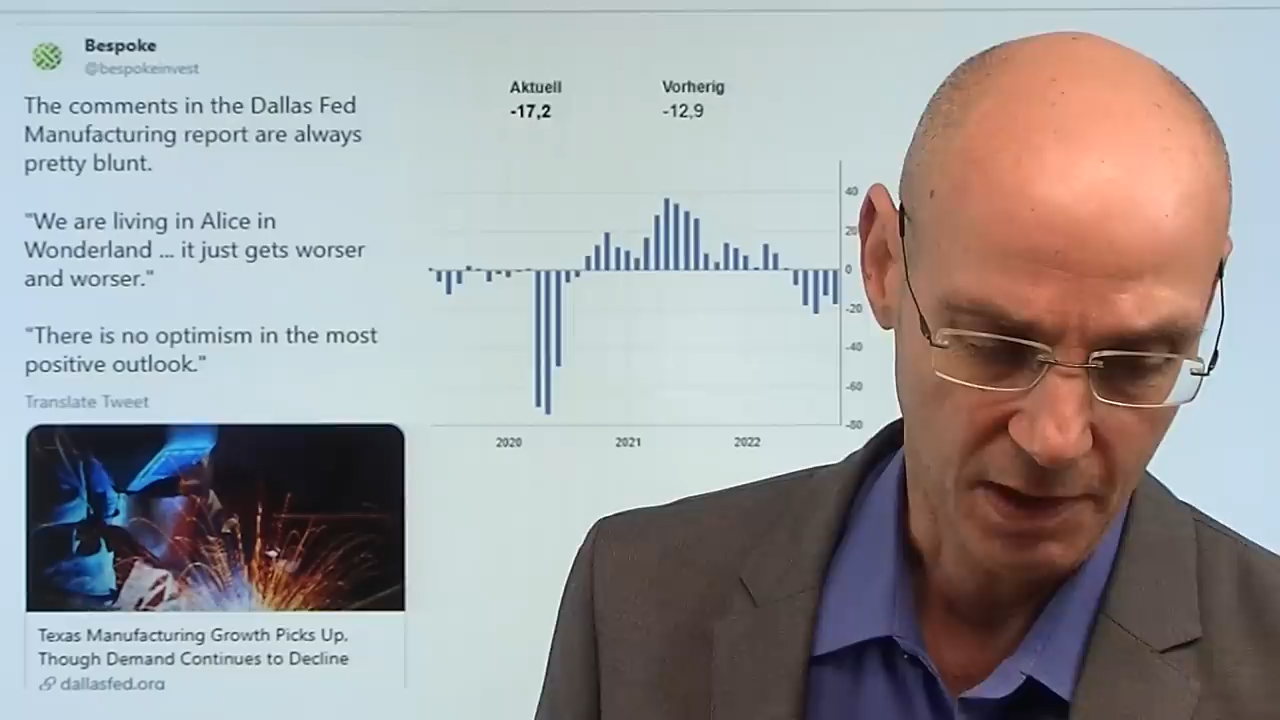 Bespoke
@bespokeinvest
The comments in the Dallas Fed
Manufacturing report are always
pretty blunt.
"We are living in Alice in
Wonderland ... it just gets worser
and worser."
"There is no optimism in the most
positive outlook."
Translate Tweet
Texas Manufacturing Growth Picks Up,
Though Demand Continues to Decline
dallasfed.org
Aktuell Vorherig
-17,2 -12,9
40
20
0
-20
-40
-60
-80
2020 2021 2022